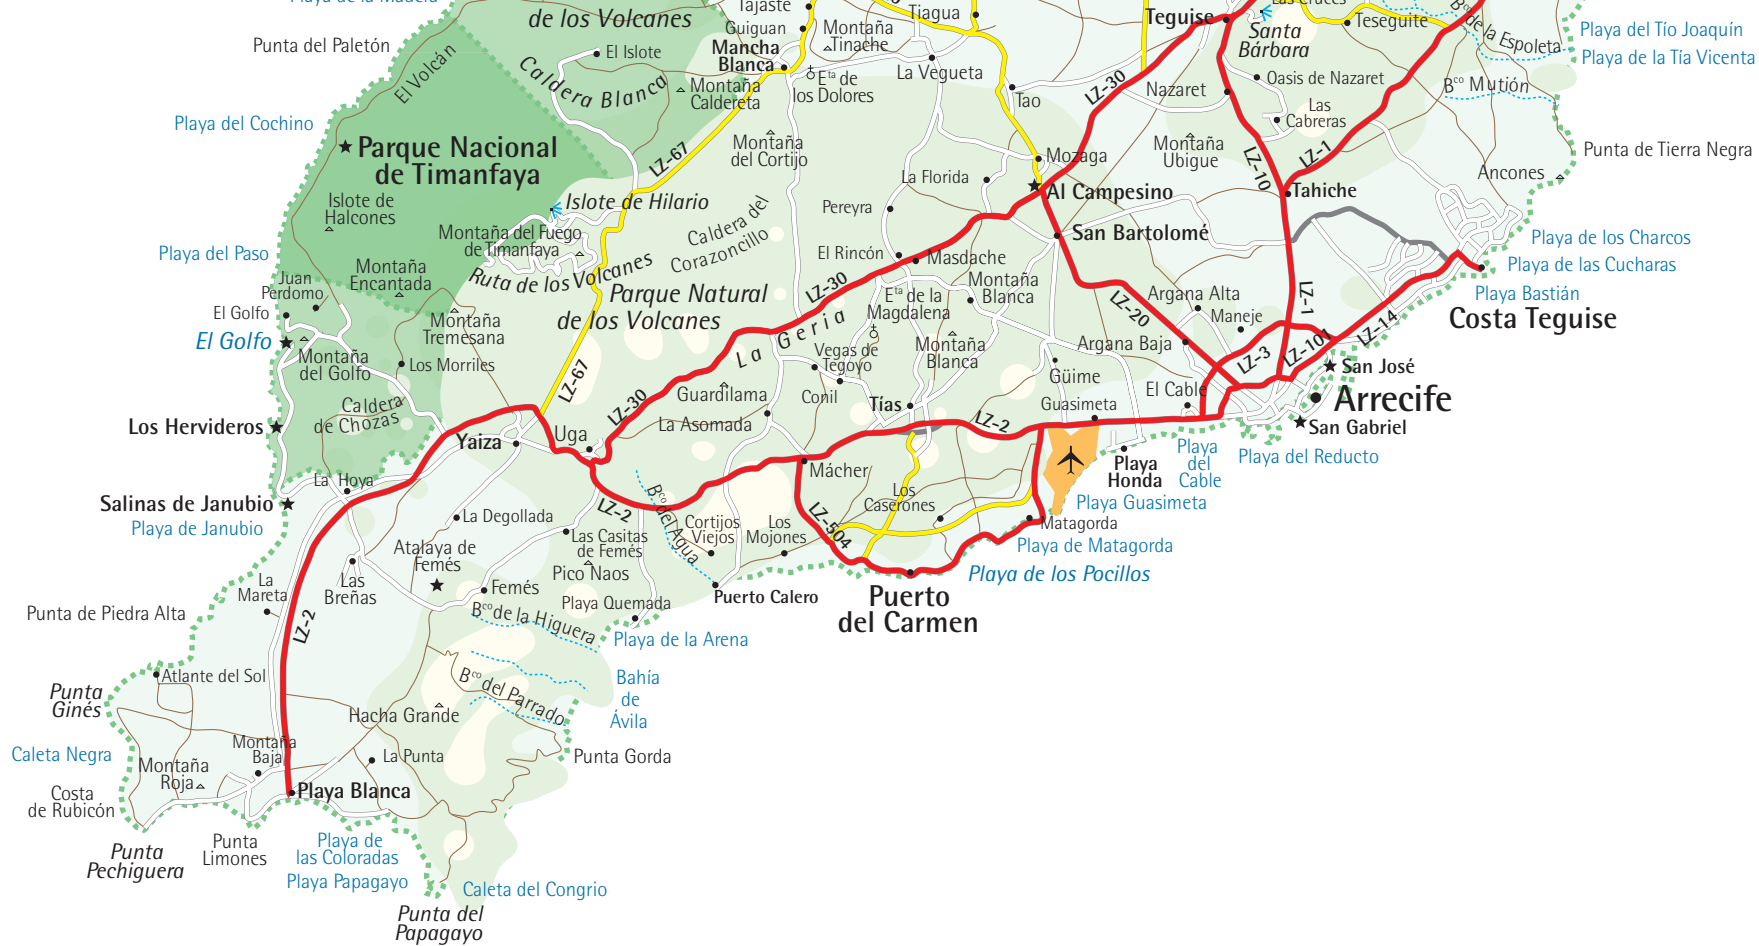 de los Volcanes
Tajaste
Guiguan
Mancha
Blanca
Montaña
Tinache
Tiagua
Teguise
Santa
Bárbara
Teseguite
Bco de la Espoleta
Playa del Tío Joaquín
Playa de la Tía Vicenta
Punta del Paletón
El Volcán
El Islote
Caldera Blanca
Montaña
Caldereta
Eta de
los Dolores
La Vegueta
Tao
LZ-30
Nazaret
Oasis de Nazaret
Las
Cabreras
Bco Mutión
Playa del Cochino
Parque Nacional
de Timanfaya
LZ-67
Montaña
del Cortijo
Mozaga
Montaña
Ubigue
LZ-10
LZ-1
Punta de Tierra Negra
Ancones
Islote de
Halcones
Islote de Hilario
La Florida
Al Campesino
Tahiche
Pereyra
San Bartolomé
Playa del Paso
Montaña del Fuego
de Timanfaya
Caldera del
Corazoncillo
El Rincón
Masdache
Playa de los Charcos
Playa de las Cucharas
Playa Bastián
Costa Teguise
Juan
Perdomo
Montaña
Encantada
Ruta de los Volcanes
Parque Natural
de los Volcanes
LZ-30
Montaña
Blanca
Eta de la
Magdalena
Argana Alta
Maneje
LZ-1
LZ-20
El Golfo
El Golfo
Montaña
Tremesana
La Geria
Montaña
del Golfo
Los Morriles
Vegas de
Tegoyo
Montaña
Blanca
Argana Baja
LZ-3
LZ-101
LZ-14
San José
Güime
El Cable
Arrecife
LZ-67
LZ-30
Guardilama
Conil
Tías
Guasimeta
San Gabriel
Caldera
de Chozas
Los Hervideros
Yaiza
Uga
La Asomada
LZ-2
Playa
Honda
Playa
del
Cable
Playa del Reducto
La Hoya
Mácher
Salinas de Janubio
Playa de Janubio
La Degollada
LZ-2
Bco del Agua
Cortijos
Viejos
Los
Mojones
LZ-504
Los
Caserones
Playa Guasimeta
Matagorda
Playa de Matagorda
Playa de los Pocillos
Atalaya de
Femés
Las Casitas
de Femés
Pico Naos
La
Mareta
Las
Breñas
Femés
Playa Quemada
Puerto Calero
Puerto
del Carmen
Punta de Piedra Alta
LZ-2
Bco de la Higuera
Playa de la Arena
Atlante del Sol
Punta
Ginés
Bco del Parrado
Bahía
de
Ávila
Hacha Grande
Caleta Negra
Montaña
Baja
La Punta
Punta Gorda
Montaña
Roja
Costa
de Rubicón
Playa Blanca
Punta
Pechiguera
Punta
Limones
Playa de
las Coloradas
Playa Papagayo
Caleta del Congrio
Punta del
Papagayo